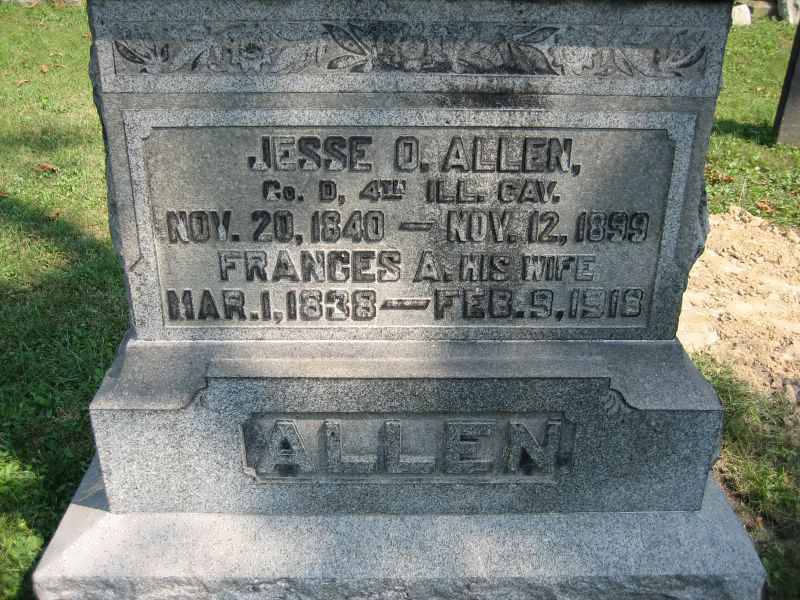 JESSE O. ALLEN,
Co. D, 4TH ILL. CAV.
NOV. 20, 1840 — NOV. 12, 1899
FRANCES A. HIS WIFE
MAR. 1, 1838 — FEB. 9, 1918
ALLEN